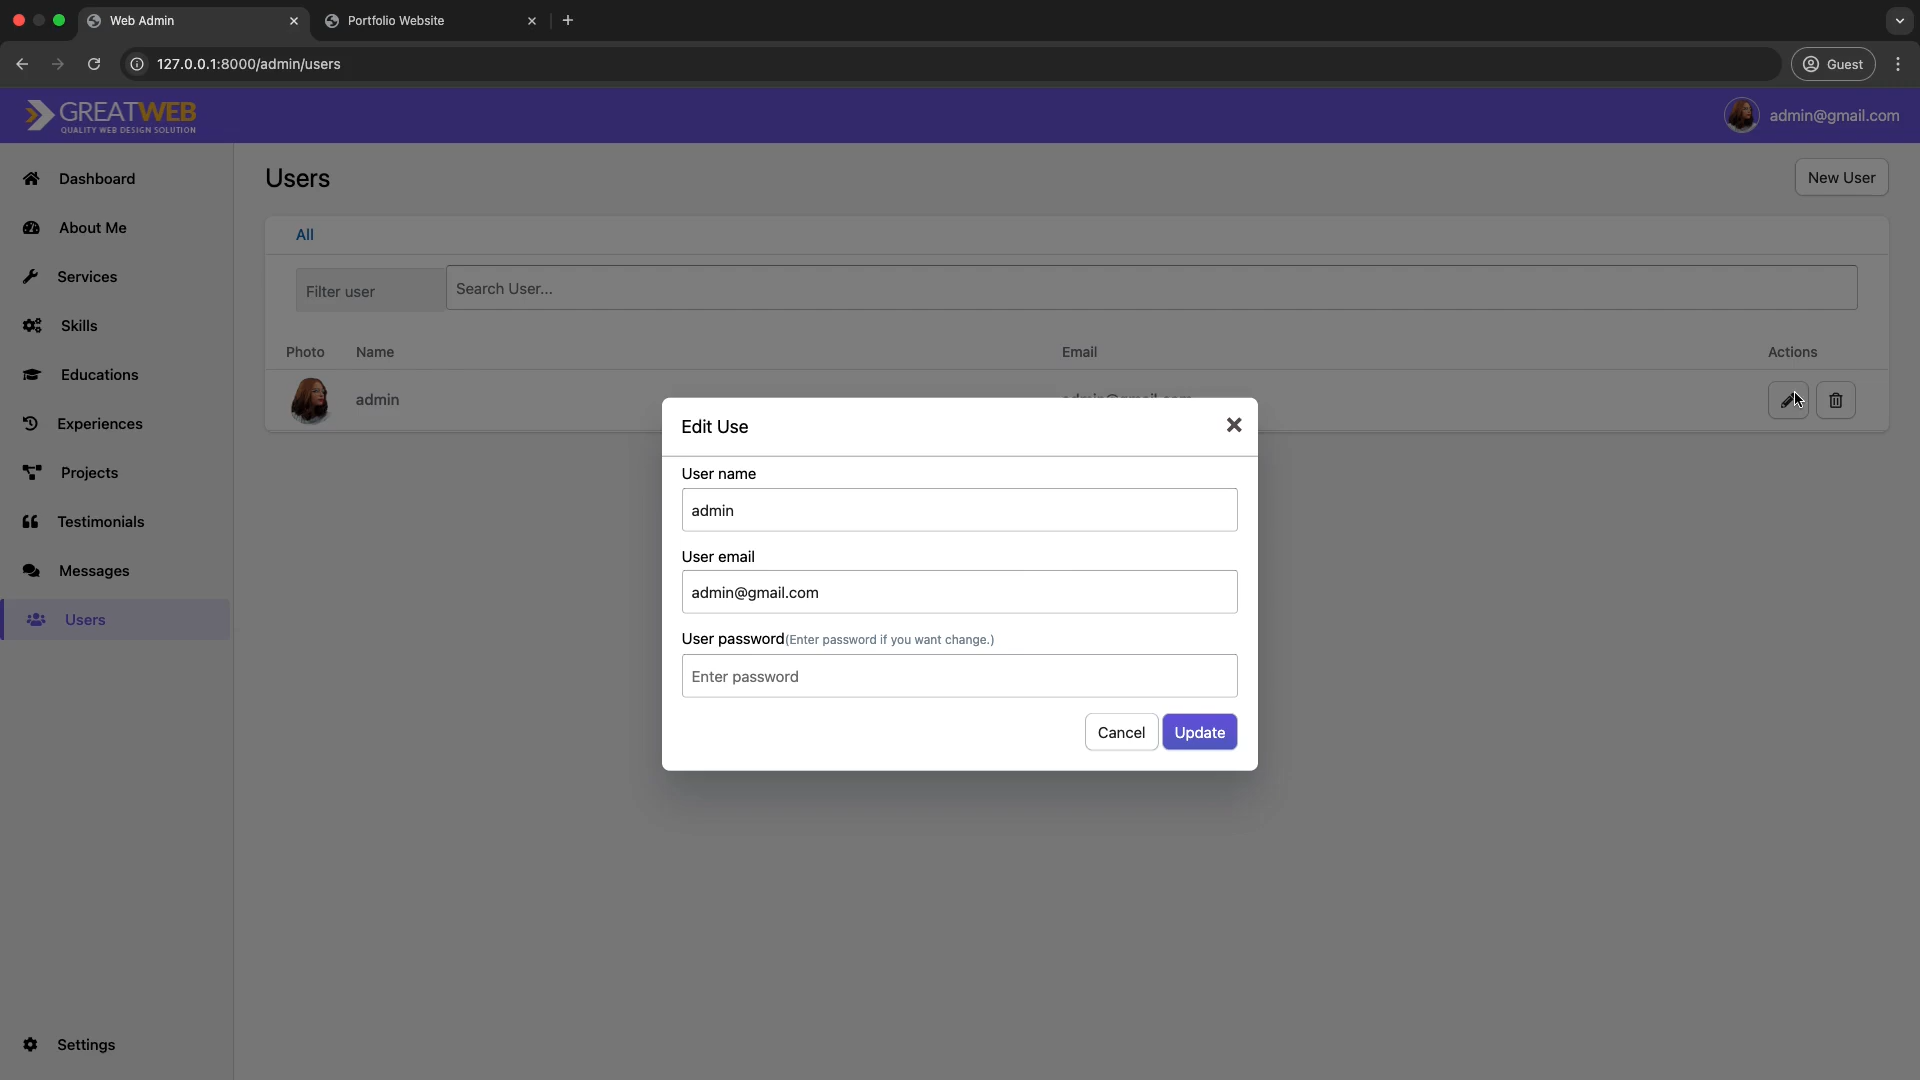 Web Admin
Portfolio Website
127.0.0.1:8000/admin/users
Guest
GREATWEB
QUALITY WEB DESIGN SOLUTION
admin@gmail.com
Dashboard
About Me
Services
Skills
Educations
Experiences
Projects
Testimonials
Messages
Users
Settings
Users
New User
All
Filter user
Search User...
Photo Name Email Actions
admin
Edit Use
User name
admin
User email
admin@gmail.com
User password(Enter password if you want change.)
Enter password
Cancel
Update